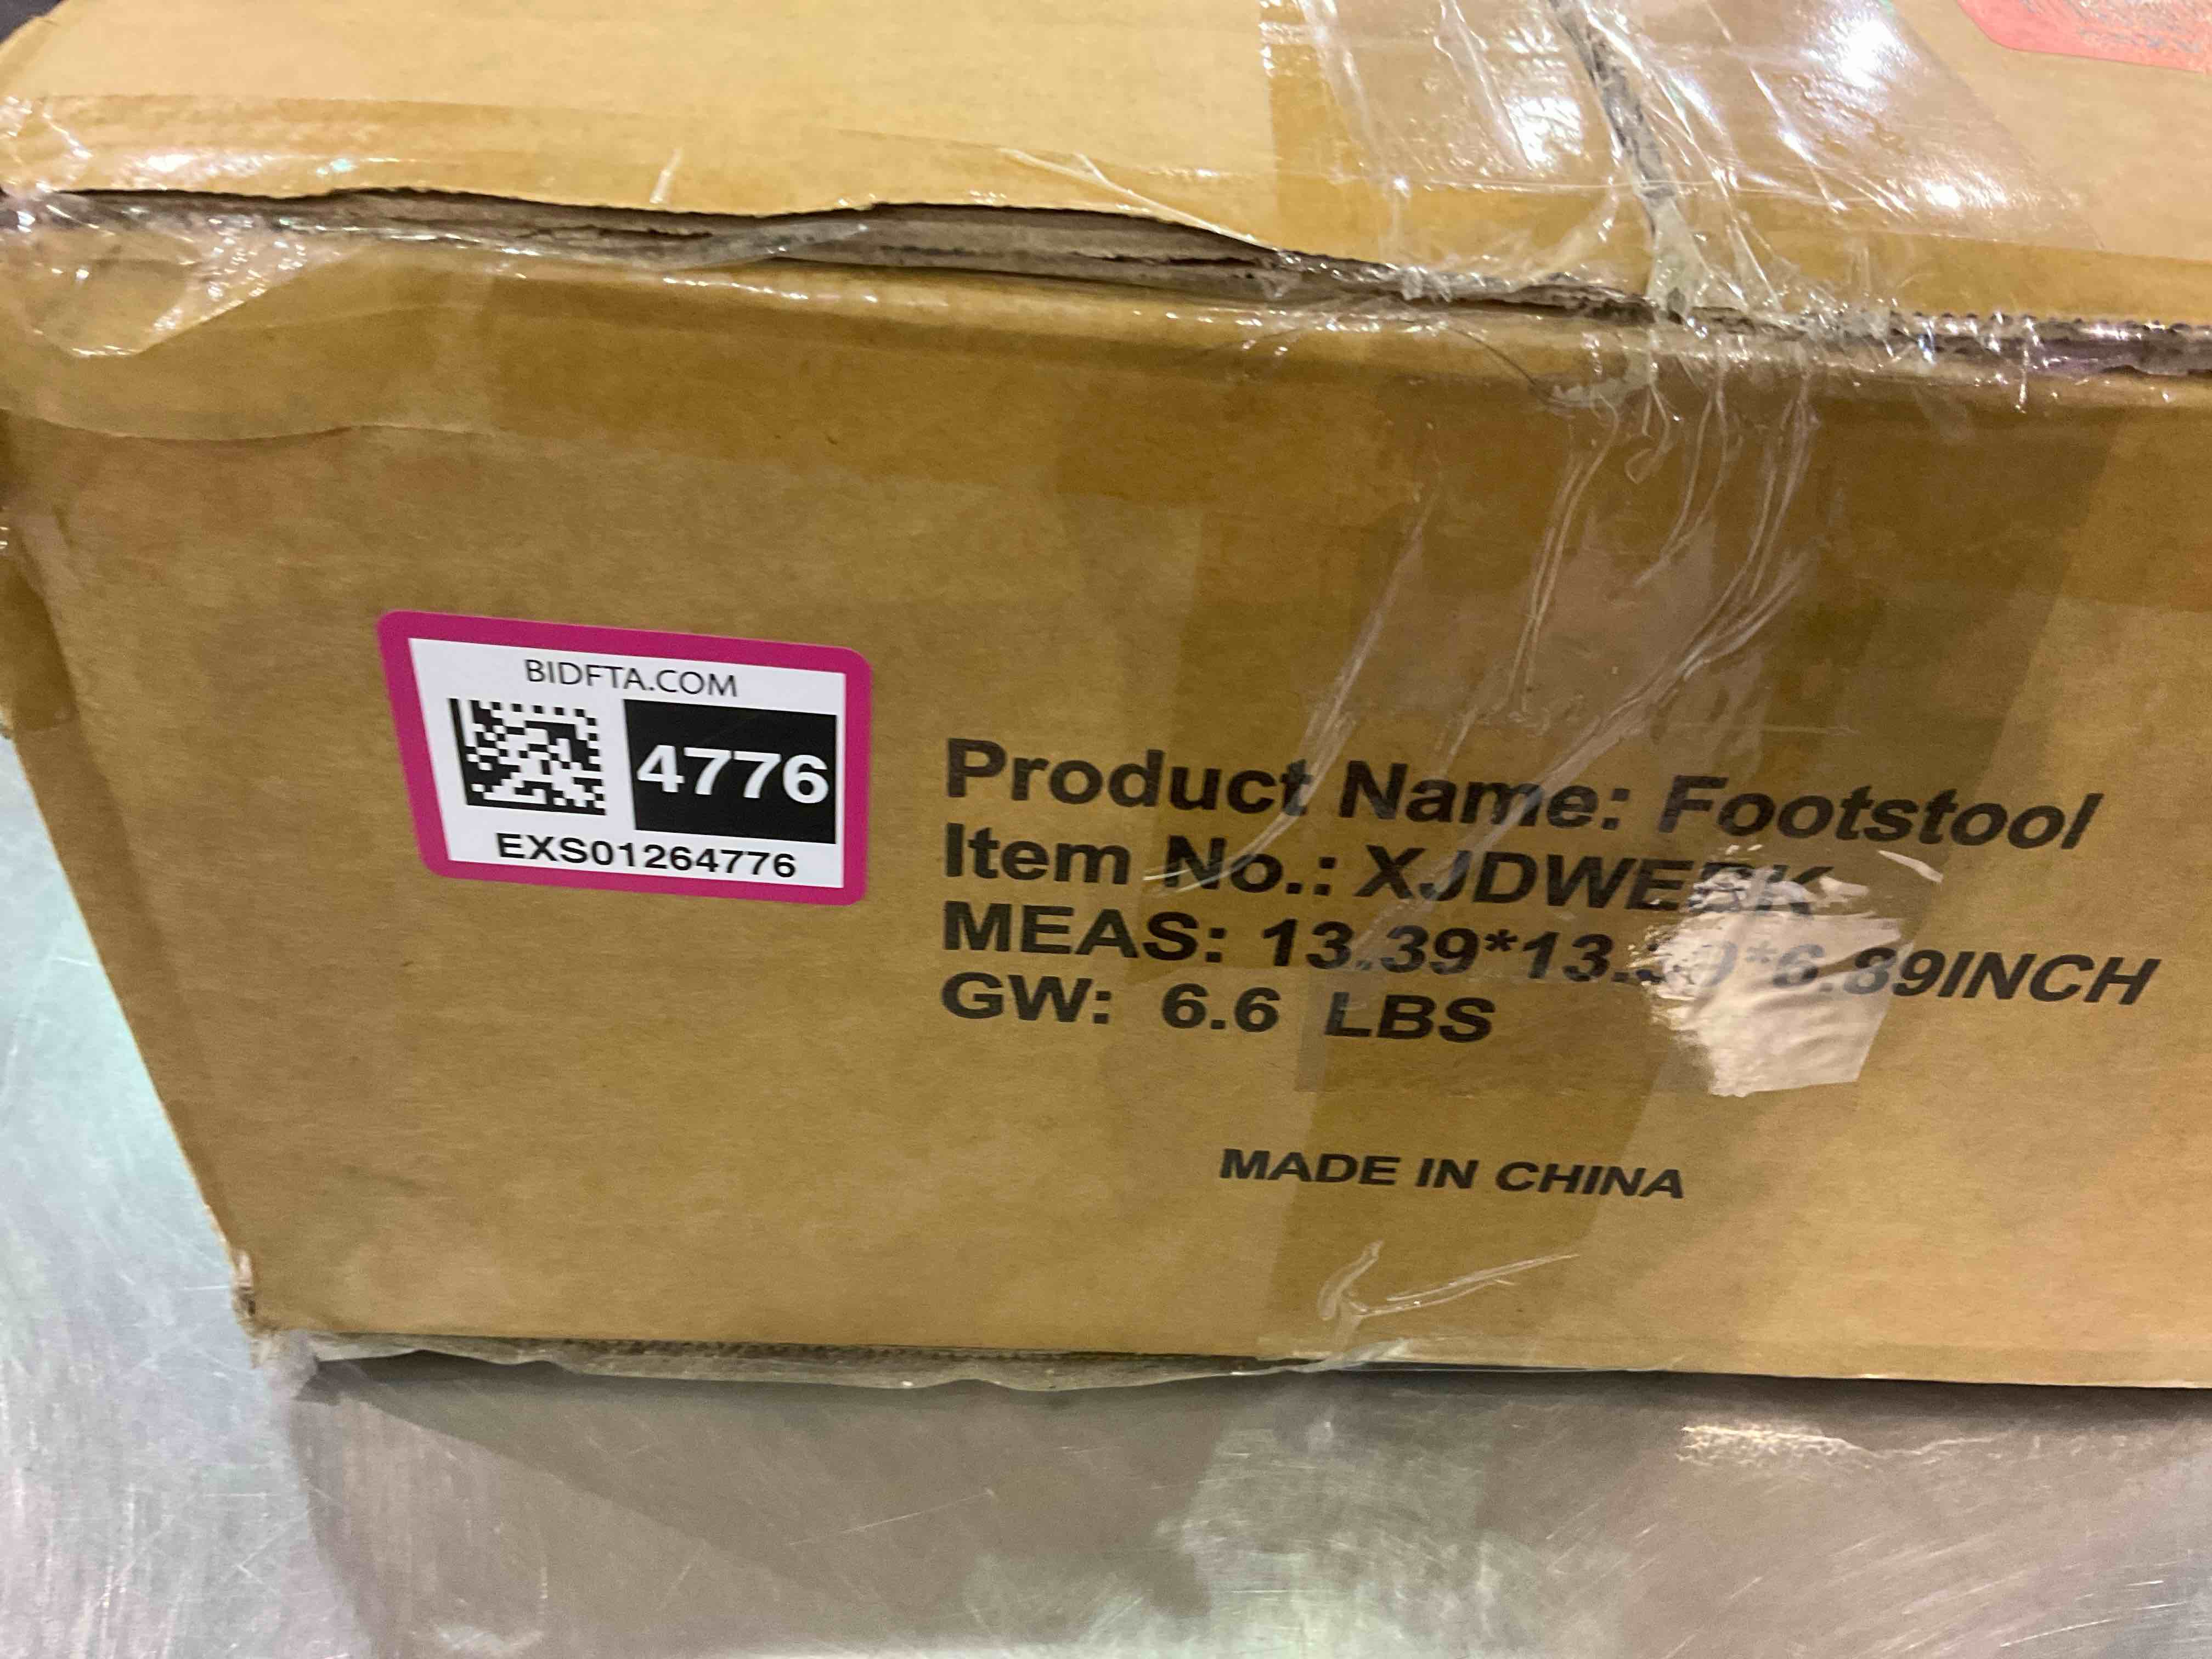 BIDFTA.COM
4776
EXS01264776
Product Name: Footstool
Item No.: XJDWEBK
MEAS: 13.39*13.39*6.89INCH
GW: 6.6 LBS
MADE IN CHINA